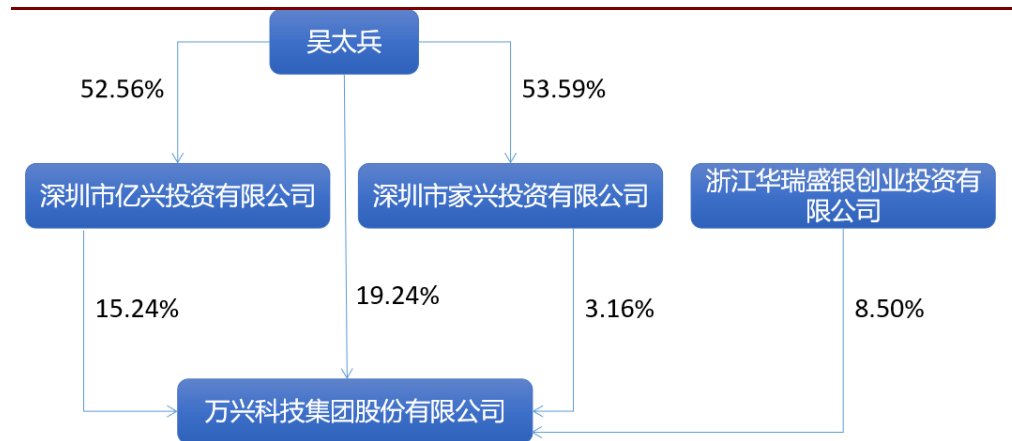 吴太兵
52.56%
53.59%
深圳市亿兴投资有限公司
深圳市家兴投资有限公司
浙江华瑞盛银创业投资有
限公司
15.24%
19.24%
3.16%
8.50%
万兴科技集团股份有限公司